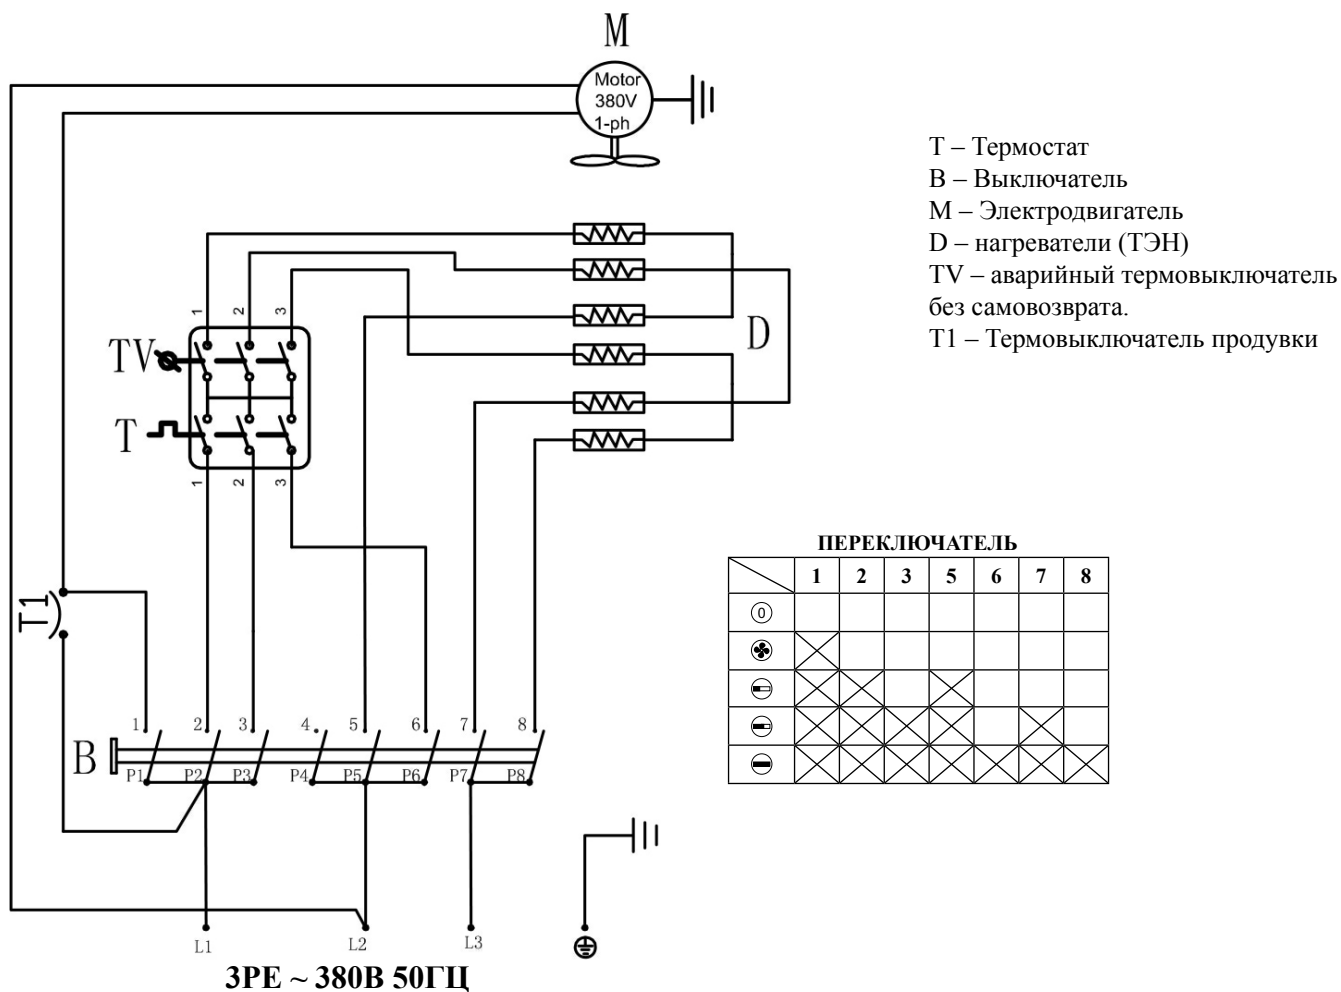 M
Motor
380V
1-ph
Т – Термостат
В – Выключатель
М – Электродвигатель
D – нагреватели (ТЭН)
TV – аварийный термовыключатель
без самовозврата.
Т1 – Термовыключатель продувки
1 2 3
TV
D
T
1 2 3
ПЕРЕКЛЮЧАТЕЛЬ
1 2 3 5 6 7 8
0
T1
1 2 3 4 5 6 7 8
B
P1 P2 P3 P4 P5 P6 P7 P8
L1 L2 L3
3PE ~ 380В 50ГЦ